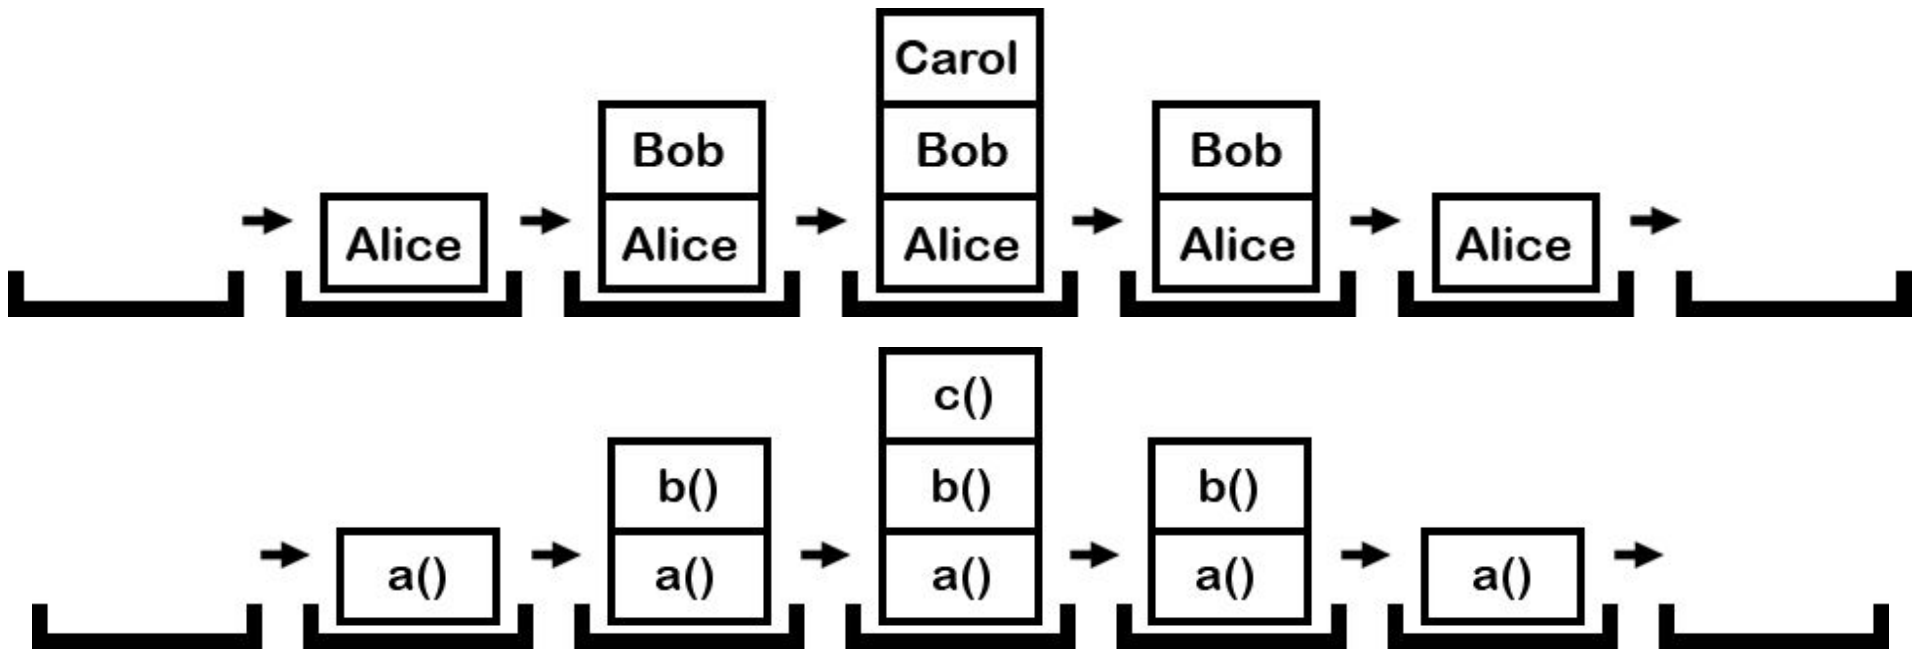 Carol
Bob Bob Bob
Alice Alice Alice Alice Alice
c()
b() b() b()
a() a() a() a() a()